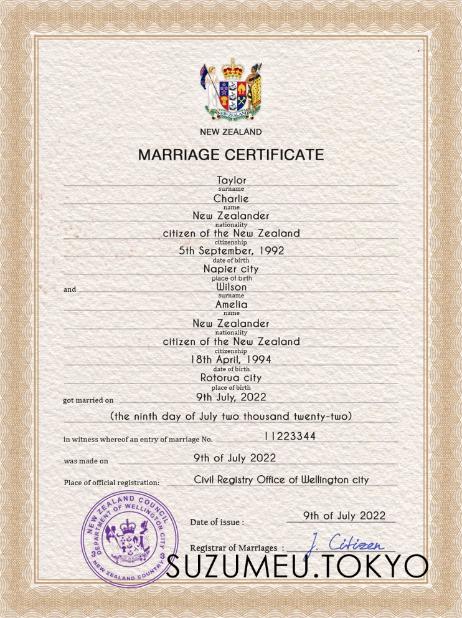 NEW ZEALAND
MARRIAGE CERTIFICATE
Taylor
surname
Charlie
name
New Zealander
nationality
citizen of the New Zealand
citizenship
5th September, 1992
date of birth
Napier city
place of birth
and Wilson
surname
Amelia
name
New Zealander
nationality
citizen of the New Zealand
citizenship
18th April, 1994
date of birth
Rotorua city
place of birth
got married on 9th July, 2022
(the ninth day of July two thousand twenty-two)
in witness whereof an entry of marriage No. 11223344
was made on 9th of July 2022
Place of official registration: Civil Registry Office of Wellington city
NEW ZEALAND COUNCIL
DEPARTMENT OF WELLINGTON CITY
NEW ZEALAND COUNTRY
Date of issue : 9th of July 2022
Registrar of Marriages : J. Citizen
SUZUMEU.TOKYO